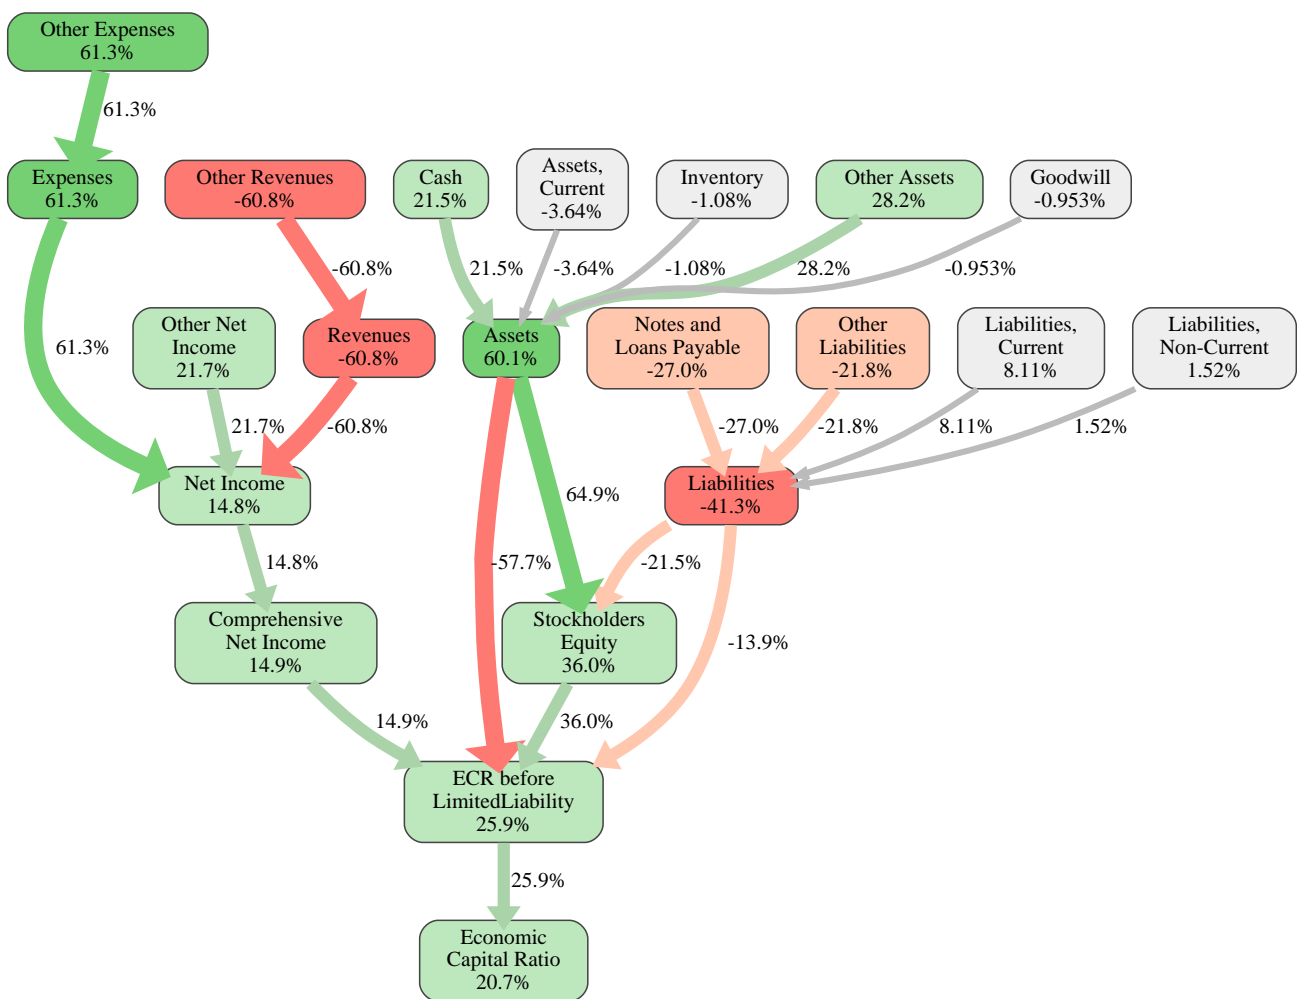 Other Expenses
61.3%
61.3%
Expenses
61.3%
Other Revenues
-60.8%
Cash
21.5%
Assets,
Current
-3.64%
Inventory
-1.08%
Other Assets
28.2%
Goodwill
-0.953%
-60.8%
21.5%
-3.64%
-1.08%
28.2%
-0.953%
61.3%
Other Net
Income
21.7%
Revenues
-60.8%
Assets
60.1%
Notes and
Loans Payable
-27.0%
Other
Liabilities
-21.8%
Liabilities,
Current
8.11%
Liabilities,
Non-Current
1.52%
21.7%
-60.8%
-27.0%
-21.8%
8.11%
1.52%
Net Income
14.8%
64.9%
Liabilities
-41.3%
14.8%
-57.7%
-21.5%
Comprehensive
Net Income
14.9%
Stockholders
Equity
36.0%
-13.9%
14.9%
36.0%
ECR before
LimitedLiability
25.9%
25.9%
Economic
Capital Ratio
20.7%